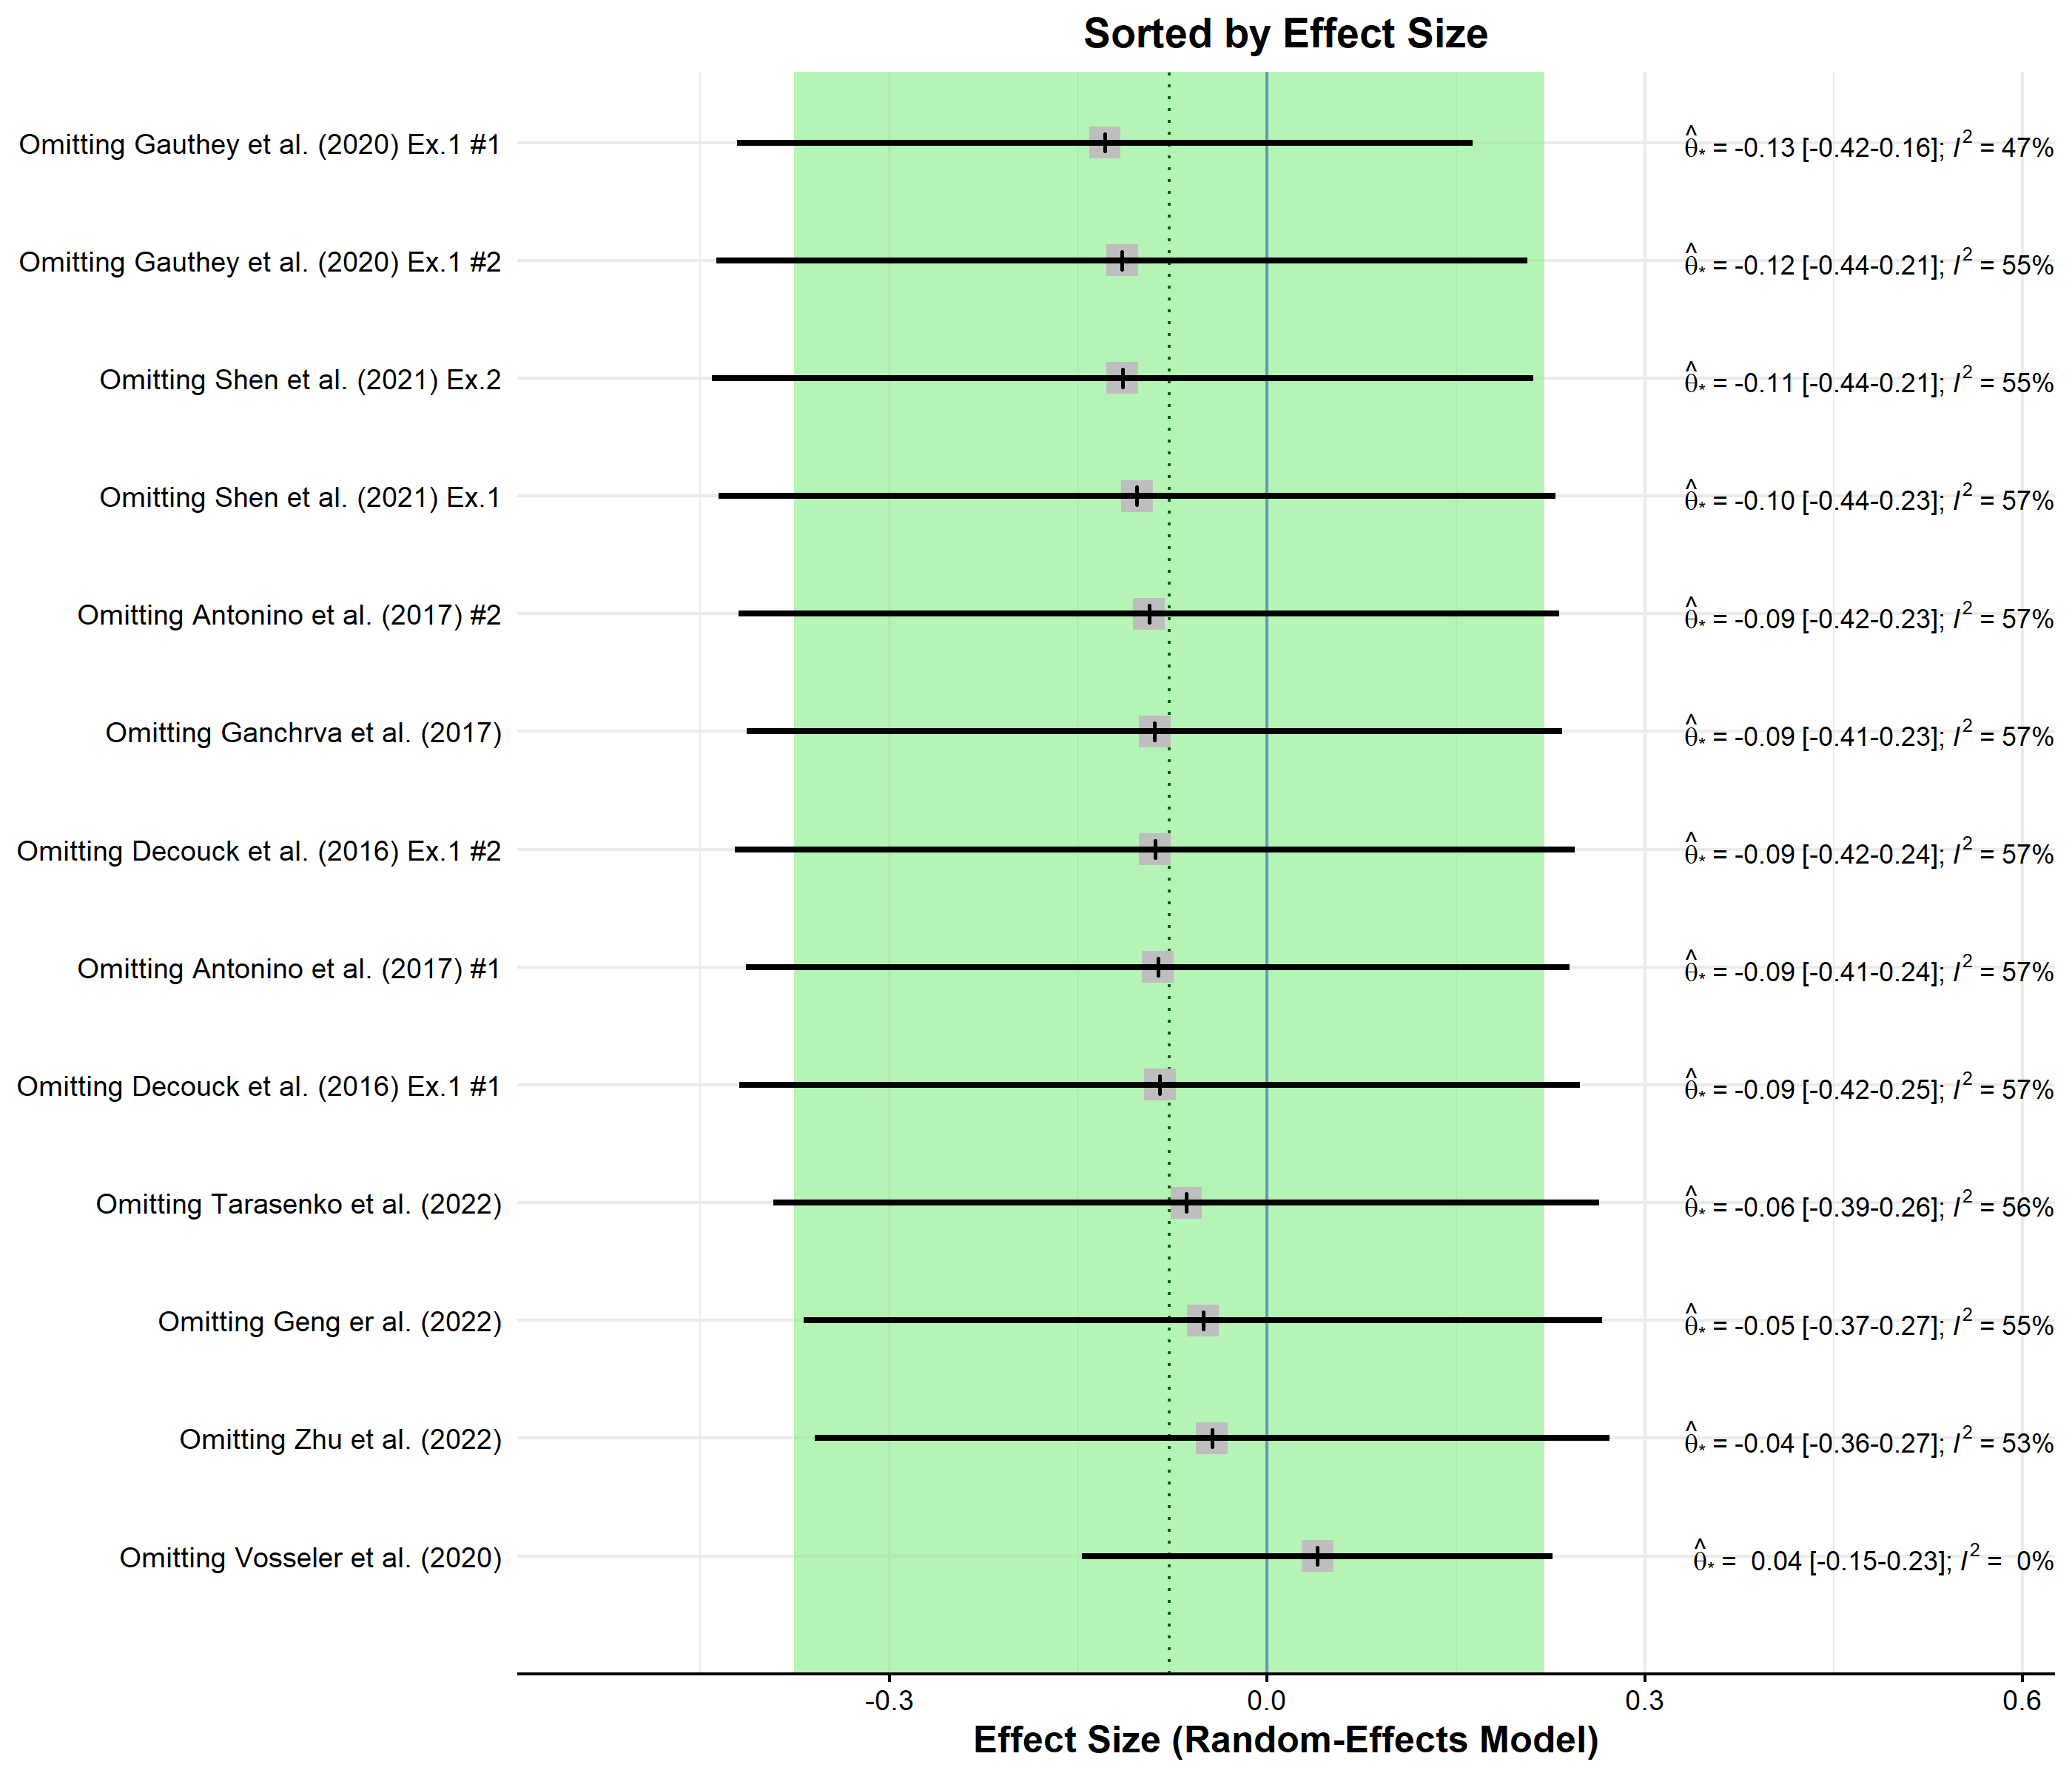 Sorted by Effect Size
Omitting Gauthey et al. (2020) Ex.1 #1 θ̂* = -0.13 [-0.42-0.16]; I² = 47%
Omitting Gauthey et al. (2020) Ex.1 #2 θ̂* = -0.12 [-0.44-0.21]; I² = 55%
Omitting Shen et al. (2021) Ex.2 θ̂* = -0.11 [-0.44-0.21]; I² = 55%
Omitting Shen et al. (2021) Ex.1 θ̂* = -0.10 [-0.44-0.23]; I² = 57%
Omitting Antonino et al. (2017) #2 θ̂* = -0.09 [-0.42-0.23]; I² = 57%
Omitting Ganchrva et al. (2017) θ̂* = -0.09 [-0.41-0.23]; I² = 57%
Omitting Decouck et al. (2016) Ex.1 #2 θ̂* = -0.09 [-0.42-0.24]; I² = 57%
Omitting Antonino et al. (2017) #1 θ̂* = -0.09 [-0.41-0.24]; I² = 57%
Omitting Decouck et al. (2016) Ex.1 #1 θ̂* = -0.09 [-0.42-0.25]; I² = 57%
Omitting Tarasenko et al. (2022) θ̂* = -0.06 [-0.39-0.26]; I² = 56%
Omitting Geng er al. (2022) θ̂* = -0.05 [-0.37-0.27]; I² = 55%
Omitting Zhu et al. (2022) θ̂* = -0.04 [-0.36-0.27]; I² = 53%
Omitting Vosseler et al. (2020) θ̂* = 0.04 [-0.15-0.23]; I² = 0%
-0.3 0.0 0.3 0.6
Effect Size (Random-Effects Model)